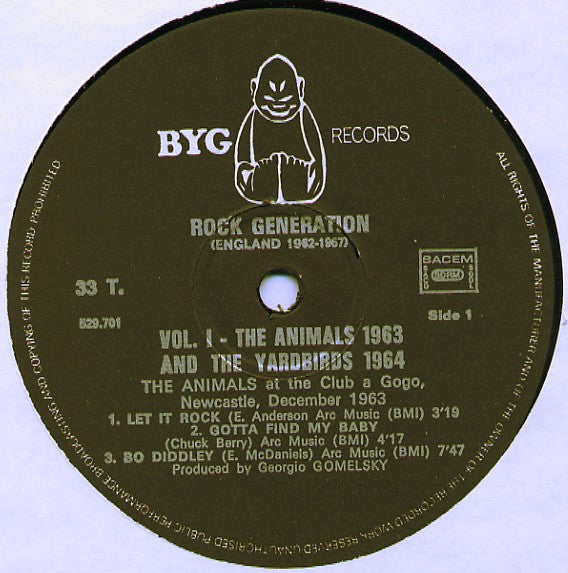 BYG RECORDS
ROCK GENERATION
(ENGLAND 1962-1967)
33 T.
529.701
BACEM
SACD SDRM SGDL
Side 1
VOL. I - THE ANIMALS 1963
AND THE YARDBIRDS 1964
THE ANIMALS at the Club a Gogo,
Newcastle, December 1963
1. LET IT ROCK (E. Anderson Arc Music (BMI) 3'19
2. GOTTA FIND MY BABY
(Chuck Berry) Arc Music (BMI) 4'17
3. BO DIDDLEY (E. McDaniels) Arc Music (BMI) 7'47
Produced by Georgio GOMELSKY
ALL RIGHTS OF THE MANUFACTURER AND OF THE OWNER OF THE RECORDED WORK RESERVED UNAUTHORISED PUBLIC PERFORMANCE BROADCASTING AND COPYING OF THIS RECORD PROHIBITED